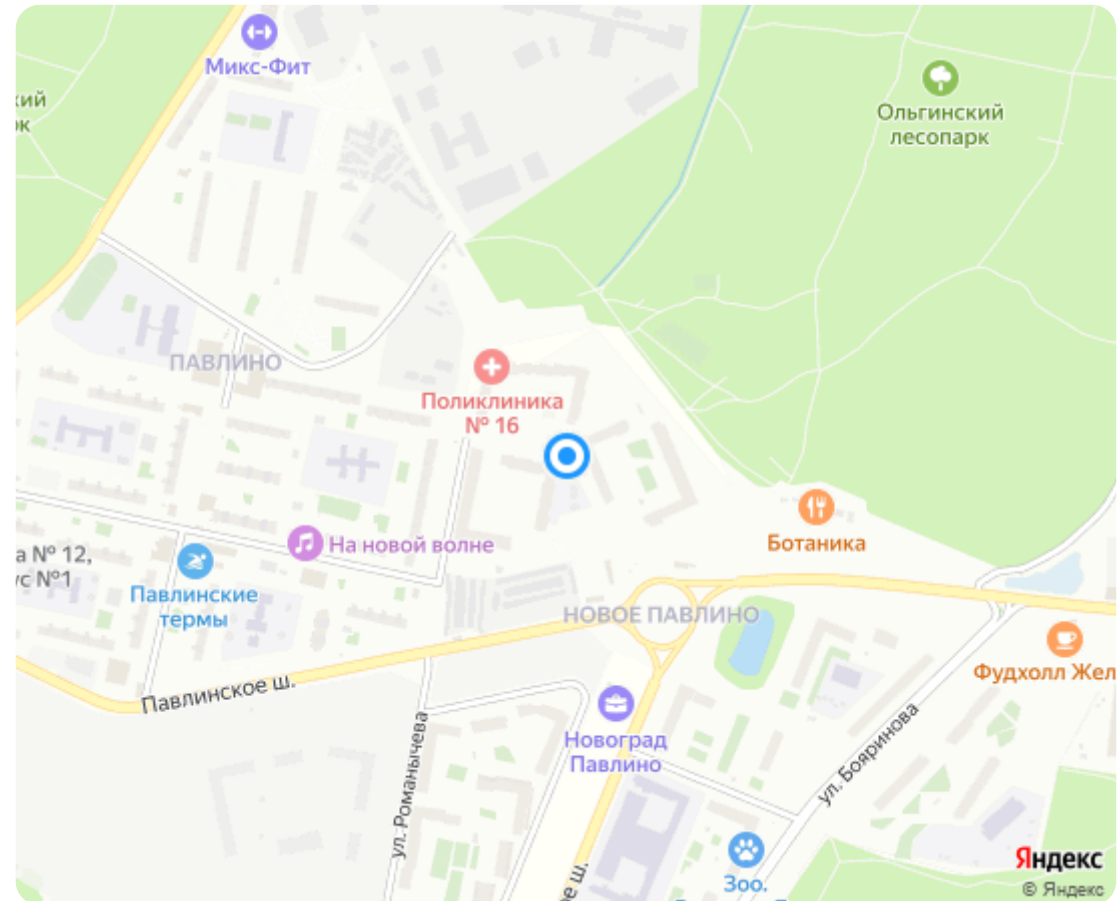 Микс-Фит
кий
ок
Ольгинский
лесопарк
ПАВЛИНО
Поликлиника
№ 16
На новой волне
Ботаника
а № 12,
ус №1
Павлинские
термы
НОВОЕ ПАВЛИНО
Фудхолл Жел
Павлинское ш.
Новоград
Павлино
ул. Романычева
ул. Бояринова
Зоо.
ое ш.
Яндекс
© Яндекс